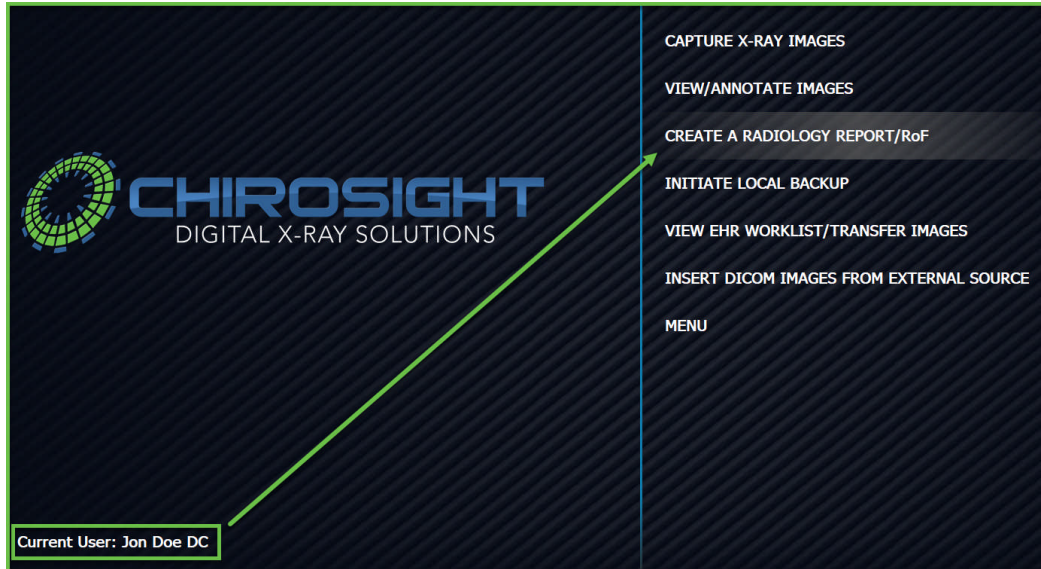 CAPTURE X-RAY IMAGES
VIEW/ANNOTATE IMAGES
CREATE A RADIOLOGY REPORT/RoF
INITIATE LOCAL BACKUP
VIEW EHR WORKLIST/TRANSFER IMAGES
INSERT DICOM IMAGES FROM EXTERNAL SOURCE
MENU
CHIROSIGHT
DIGITAL X-RAY SOLUTIONS
Current User: Jon Doe DC